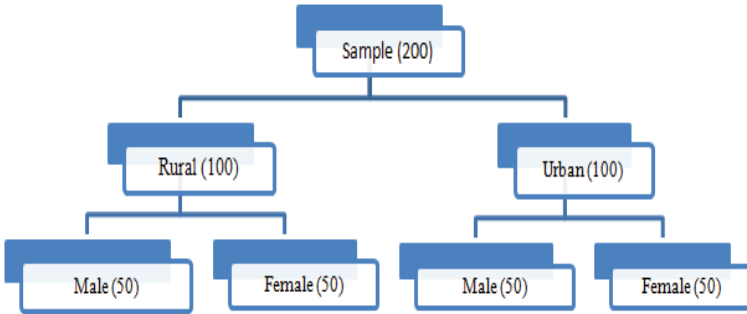 Sample (200)
Rural (100)
Urban (100)
Male (50)
Female (50)
Male (50)
Female (50)